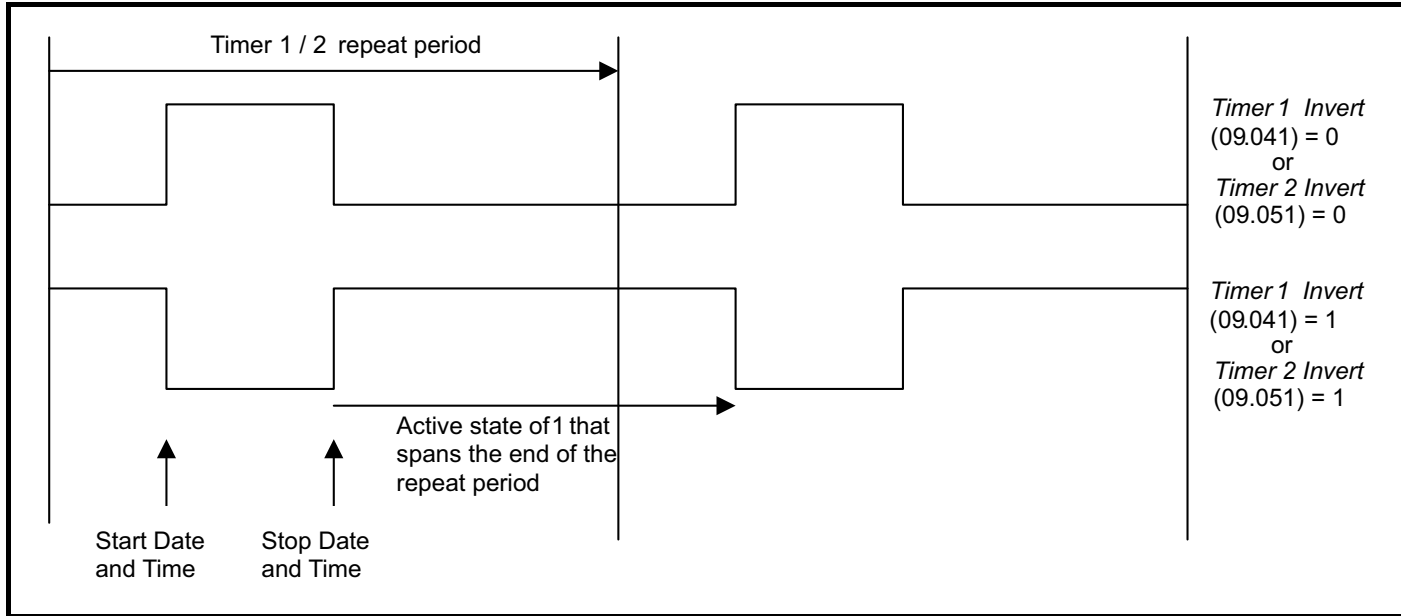 Timer 1 / 2 repeat period
Timer 1 Invert
(09.041) = 0
or
Timer 2 Invert
(09.051) = 0
Timer 1 Invert
(09.041) = 1
or
Timer 2 Invert
(09.051) = 1
Active state of 1 that
spans the end of the
repeat period
Start Date
and Time
Stop Date
and Time